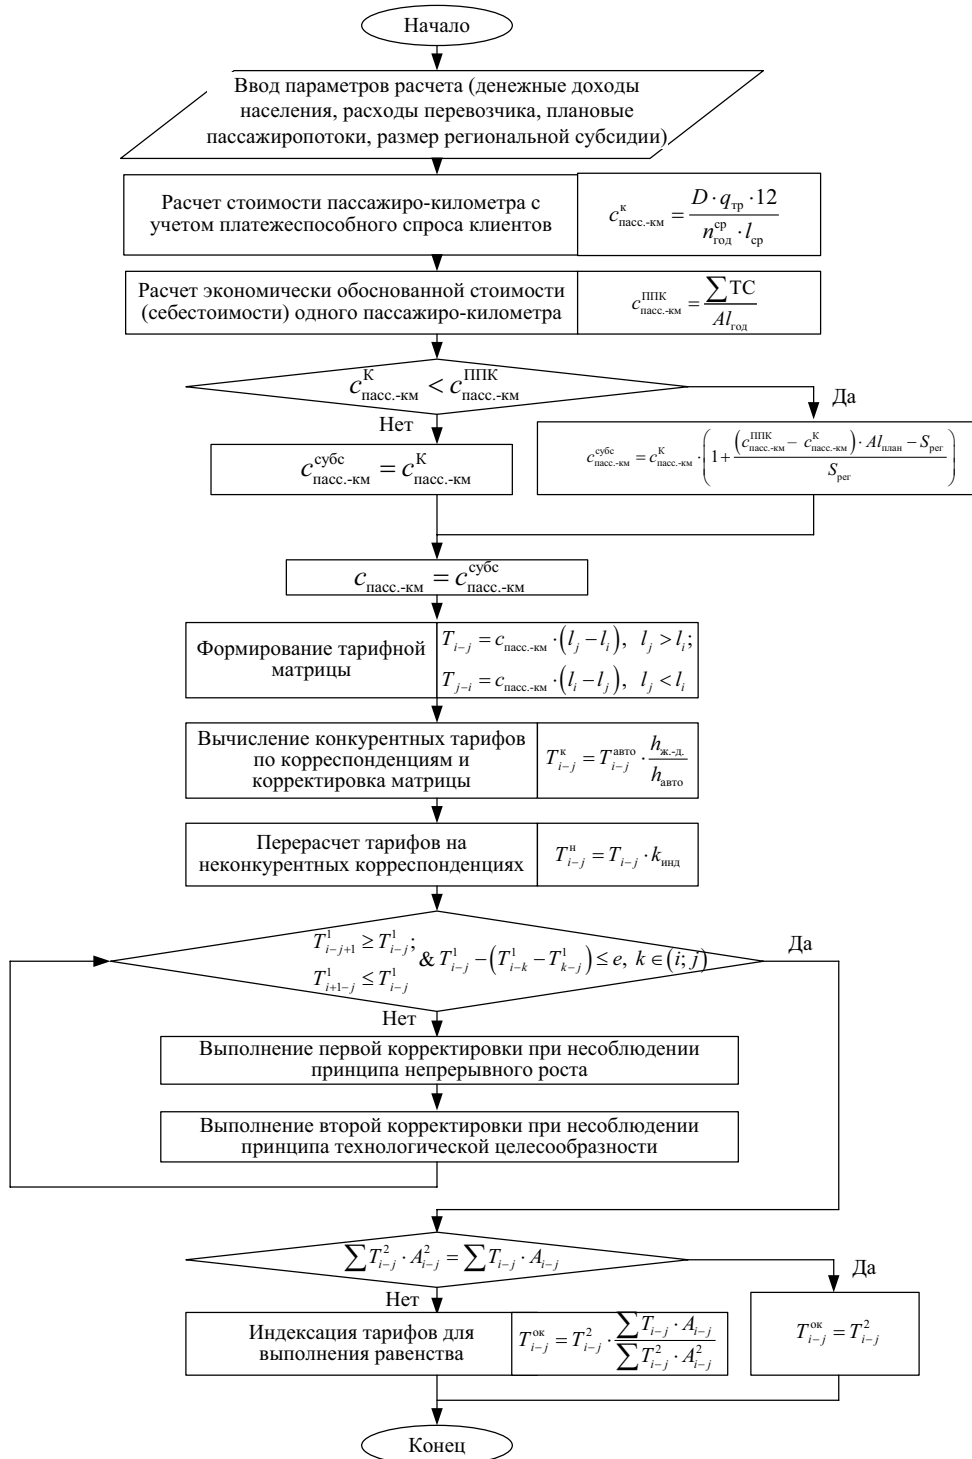 Начало
Ввод параметров расчета (денежные доходы
населения, расходы перевозчика, плановые
пассажиропотоки, размер региональной субсидии)
Расчет стоимости пассажиро-километра с
учетом платежеспособного спроса клиентов
c^к_пасс.-км = (D · q_тр · 12) / (n^ср_год · l_ср)
Расчет экономически обоснованной стоимости
(себестоимости) одного пассажиро-километра
c^ППК_пасс.-км = ∑TC / Al_год
c^К_пасс.-км < c^ППК_пасс.-км
Да
Нет
c^субс_пасс.-км = c^К_пасс.-км
c^субс_пасс.-км = c^К_пасс.-км · (1 + ((c^ППК_пасс.-км − c^К_пасс.-км) · Al_план − S_рег) / S_рег)
c_пасс.-км = c^субс_пасс.-км
Формирование тарифной
матрицы
T_i−j = c_пасс.-км · (l_j − l_i), l_j > l_i;
T_j−i = c_пасс.-км · (l_i − l_j), l_j < l_i
Вычисление конкурентных тарифов
по корреспонденциям и
корректировка матрицы
T^к_i−j = T^авто_i−j · h_ж.-д. / h_авто
Перерасчет тарифов на
неконкурентных корреспонденциях
T^н_i−j = T_i−j · k_инд
T^1_i−j+1 ≥ T^1_i−j;
T^1_i+1−j ≤ T^1_i−j
& T^1_i−j − (T^1_i−k − T^1_k−j) ≤ e, k ∈ (i; j)
Да
Нет
Выполнение первой корректировки при несоблюдении
принципа непрерывного роста
Выполнение второй корректировки при несоблюдении
принципа технологической целесообразности
∑T^2_i−j · A^2_i−j = ∑T_i−j · A_i−j
Да
Нет
Индексация тарифов для
выполнения равенства
T^ок_i−j = T^2_i−j · ∑T_i−j · A_i−j / ∑T^2_i−j · A^2_i−j
T^ок_i−j = T^2_i−j
Конец